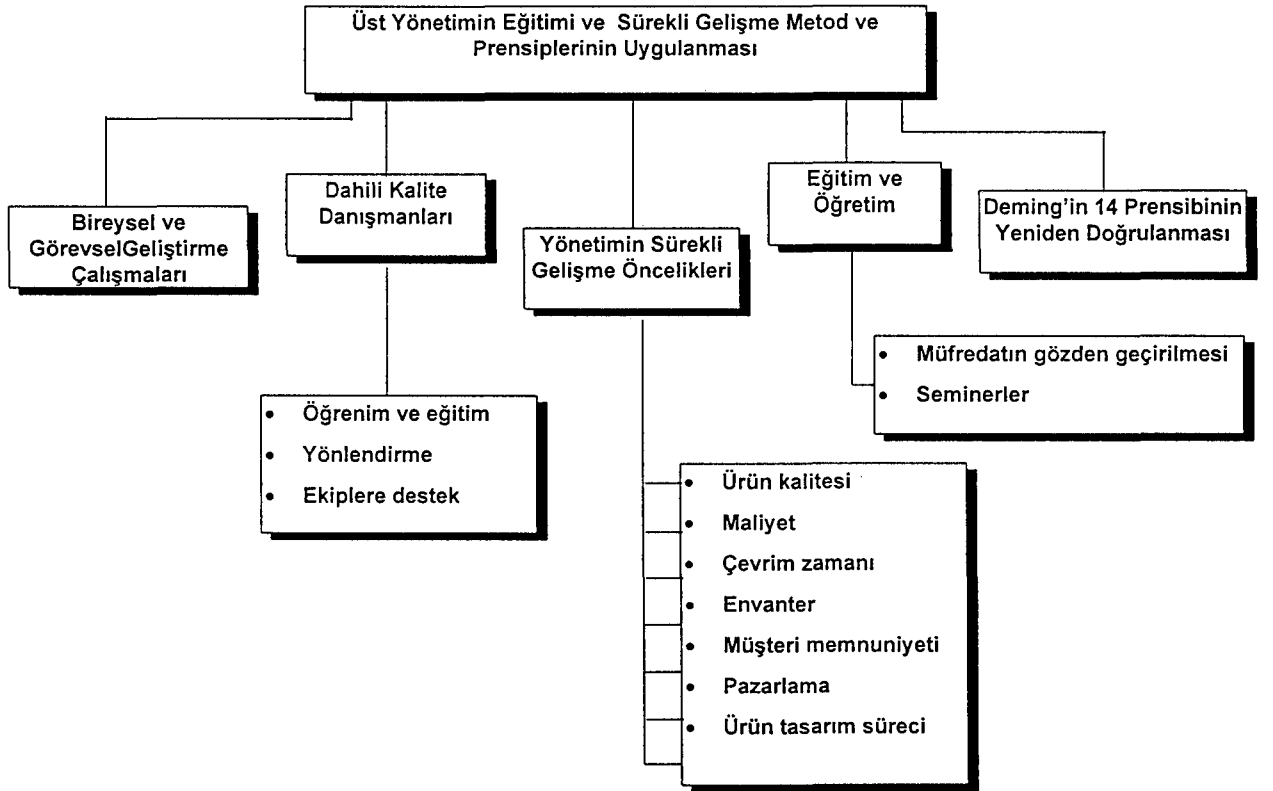 Üst Yönetimin Eğitimi ve Sürekli Gelişme Metod ve
Prensiplerinin Uygulanması
Bireysel ve
GörevselGeliştirme
Çalışmaları
Dahili Kalite
Danışmanları
Yönetimin Sürekli
Gelişme Öncelikleri
Eğitim ve
Öğretim
Deming'in 14 Prensibinin
Yeniden Doğrulanması
• Öğrenim ve eğitim
• Yönlendirme
• Ekiplere destek
• Müfredatın gözden geçirilmesi
• Seminerler
• Ürün kalitesi
• Maliyet
• Çevrim zamanı
• Envanter
• Müşteri memnuniyeti
• Pazarlama
• Ürün tasarım süreci